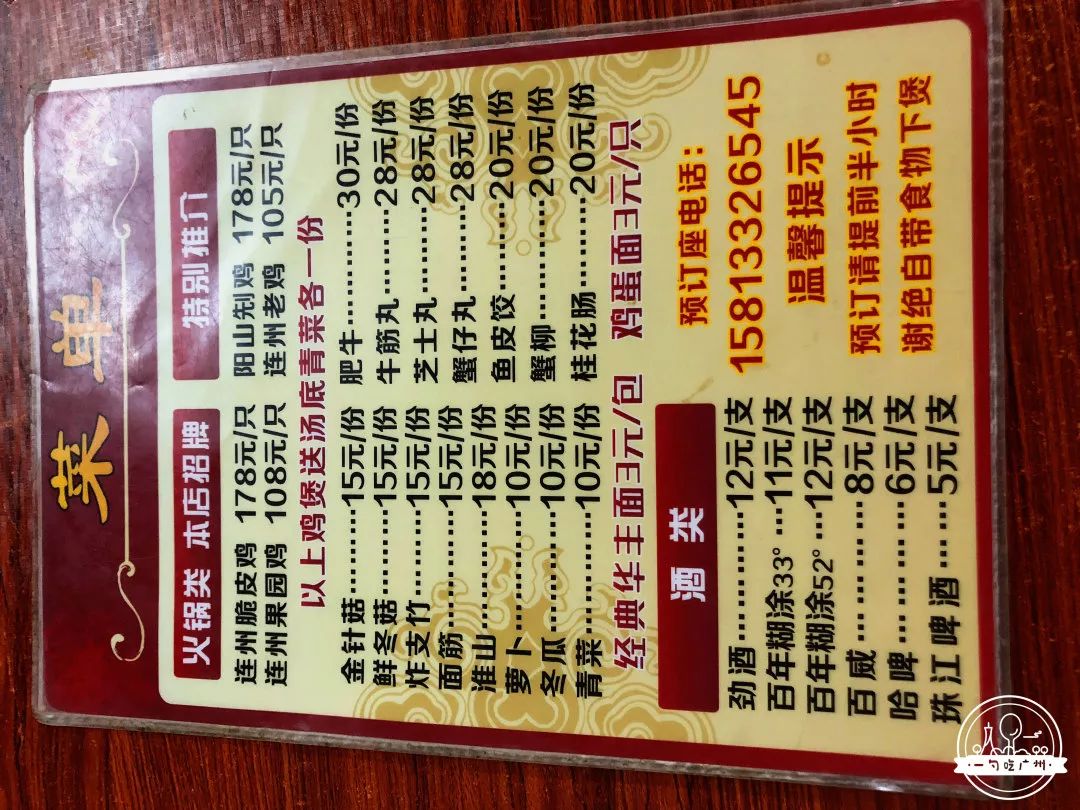 菜单
火锅类 本店招牌
特别推介
连州脆皮鸡 178元/只
阳山刣鸡 178元/只
连州果园鸡 108元/只
连州老鸡 105元/只
以上鸡煲送汤底青菜各一份
金针菇············15元/份
肥牛············30元/份
鲜冬菇············15元/份
牛筋丸············28元/份
炸支竹············15元/份
芝士丸············28元/份
面筋············15元/份
蟹仔丸············28元/份
淮山············18元/份
鱼皮饺············20元/份
萝卜············10元/份
蟹柳············20元/份
冬瓜············10元/份
桂花肠············20元/份
青菜············10元/份
经典华丰面3元/包 鸡蛋面3元/只
酒类
劲酒············12元/支
百年糊涂33°···11元/支
百年糊涂52°···12元/支
百威············8元/支
哈啤············6元/支
珠江啤酒····5元/支
预订座电话：
15813326545
温馨提示
预订请提前半小时
谢绝自带食物下煲
一勺吃广州